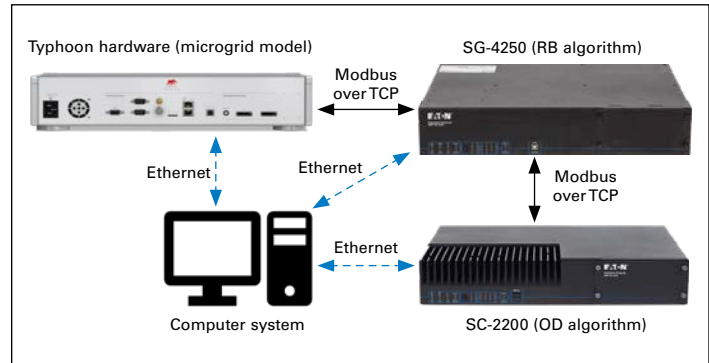 Typhoon hardware (microgrid model)
SG-4250 (RB algorithm)
Modbus
over TCP
Ethernet
Ethernet
Modbus
over TCP
Ethernet
Computer system
SC-2200 (OD algorithm)
E·T·N
E·T·N